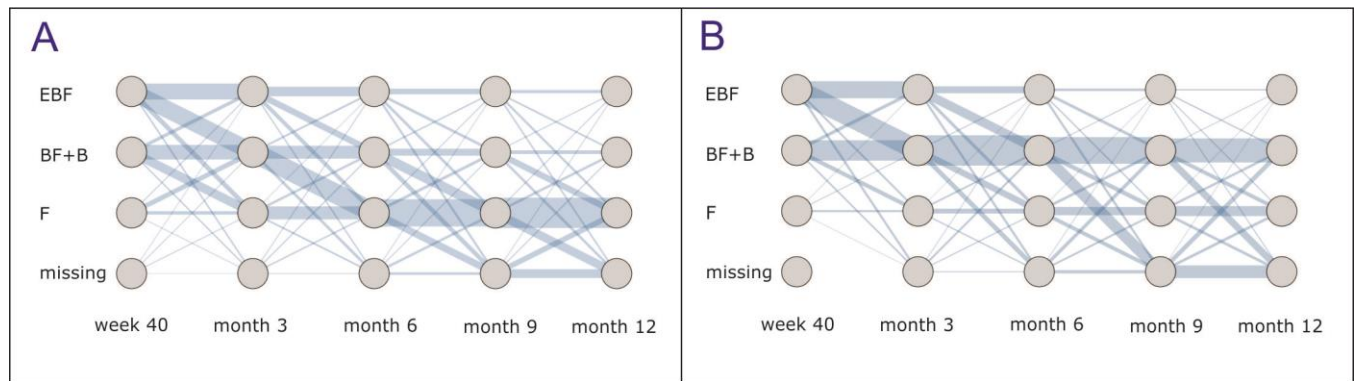 A
EBF
BF+B
F
missing
week 40 month 3 month 6 month 9 month 12
B
EBF
BF+B
F
missing
week 40 month 3 month 6 month 9 month 12